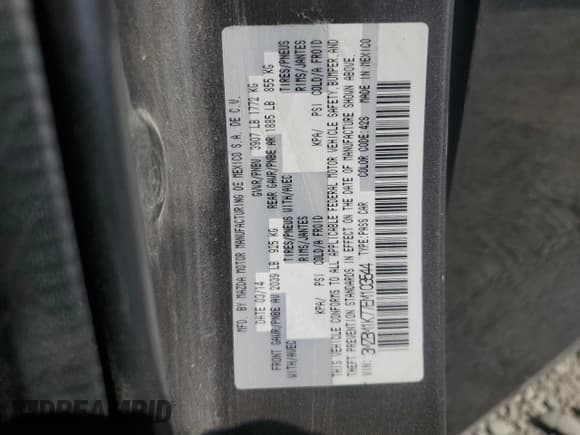 MFD. BY MAZDA MOTOR MANUFACTURING DE MEXICO S.A. DE C.V.
DATE 03/14 GVWR/PNBV 3907 LB 1772 KG
FRONT GAWR/PNBE AV 2039 LB 925 KG REAR GAWR/PNBE AR 1885 LB 855 KG
WITH/AVEC TIRES/PNEUS WITH/AVEC TIRES/PNEUS
RIMS/JANTES RIMS/JANTES
KPA/ PSI COLD/A FROID KPA/ PSI COLD/A FROID
THIS VEHICLE CONFORMS TO ALL APPLICABLE FEDERAL MOTOR VEHICLE SAFETY, BUMPER, AND
THEFT PREVENTION STANDARDS IN EFFECT ON THE DATE OF MANUFACTURE SHOWN ABOVE.
VIN: TYPE:PASS CAR COLOR CODE:42S MADE IN MEXICO
DREAMBID